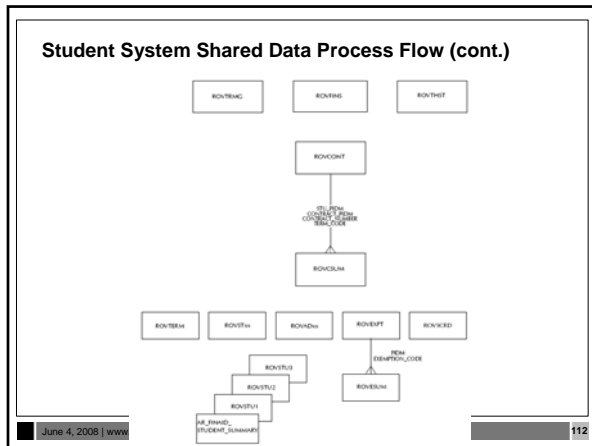 Student System Shared Data Process Flow (cont.)
ROVTRMG
ROVFINS
ROVTHST
ROVCONT
STU_PIDM
CONTRACT_PIDM
CONTRACT_NUMBER
TERM_CODE
ROVCSUM
ROVTERM
ROVSTxx
ROVADxx
ROVEXPT
ROVSCRD
PIDM
EXEMPTION_CODE
ROVESUM
ROVSTU3
ROVSTU2
ROVSTU1
AR_FINAID_
STUDENT_SUMMARY
June 4, 2008 | www
112